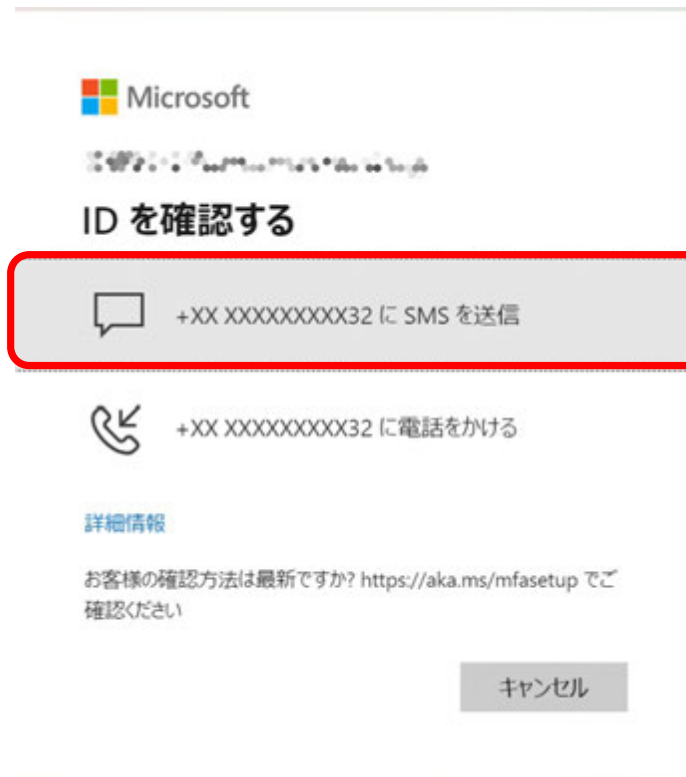 Microsoft
ID を確認する
+XX XXXXXXXXXX32 に SMS を送信
+XX XXXXXXXXXX32 に電話をかける
詳細情報
お客様の確認方法は最新ですか? https://aka.ms/mfasetup でご
確認ください
キャンセル